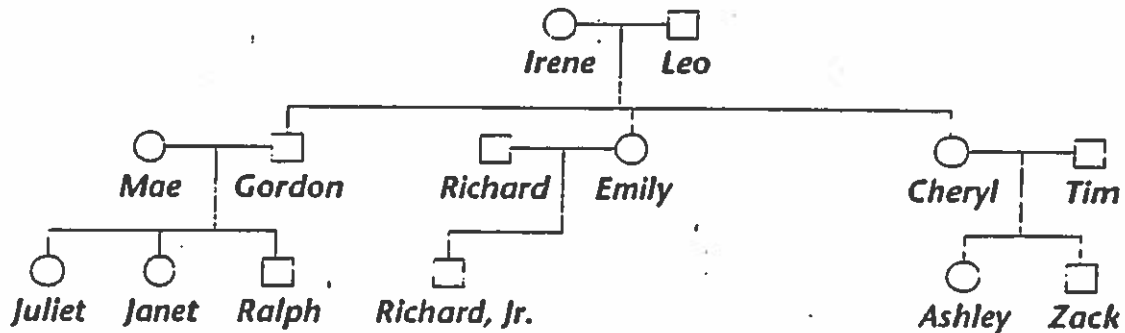 Irene Leo
Mae Gordon Richard Emily Cheryl Tim
Juliet Janet Ralph Richard, Jr. Ashley Zack